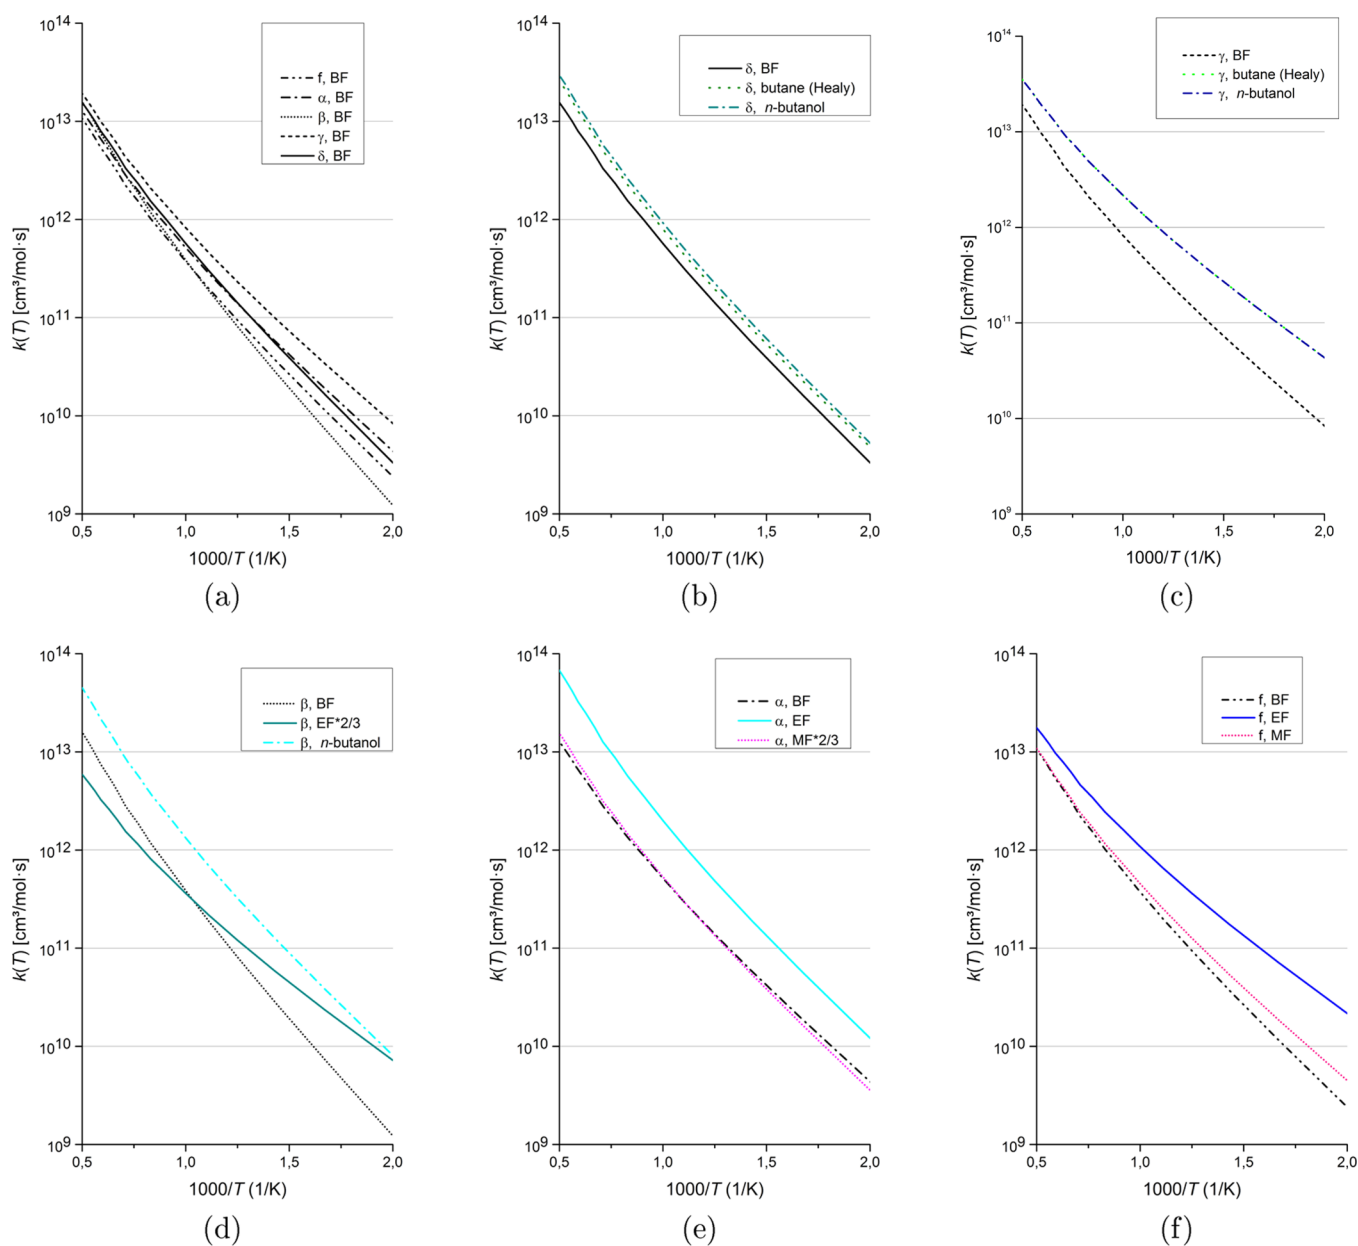 10¹⁴
10¹³
10¹²
10¹¹
10¹⁰
10⁹
k(T) [cm³/mol·s]
f, BF
α, BF
β, BF
γ, BF
δ, BF
0,5 1,0 1,5 2,0
1000/T (1/K)
(a)
10¹⁴
10¹³
10¹²
10¹¹
10¹⁰
10⁹
k(T) [cm³/mol·s]
δ, BF
δ, butane (Healy)
δ, n-butanol
0,5 1,0 1,5 2,0
1000/T (1/K)
(b)
10¹⁴
10¹³
10¹²
10¹¹
10¹⁰
10⁹
k(T) [cm³/mol·s]
γ, BF
γ, butane (Healy)
γ, n-butanol
0,5 1,0 1,5 2,0
1000/T (1/K)
(c)
10¹⁴
10¹³
10¹²
10¹¹
10¹⁰
10⁹
k(T) [cm³/mol·s]
β, BF
β, EF*2/3
β, n-butanol
0,5 1,0 1,5 2,0
1000/T (1/K)
(d)
10¹⁴
10¹³
10¹²
10¹¹
10¹⁰
10⁹
k(T) [cm³/mol·s]
α, BF
α, EF
α, MF*2/3
0,5 1,0 1,5 2,0
1000/T (1/K)
(e)
10¹⁴
10¹³
10¹²
10¹¹
10¹⁰
10⁹
k(T) [cm³/mol·s]
f, BF
f, EF
f, MF
0,5 1,0 1,5 2,0
1000/T (1/K)
(f)